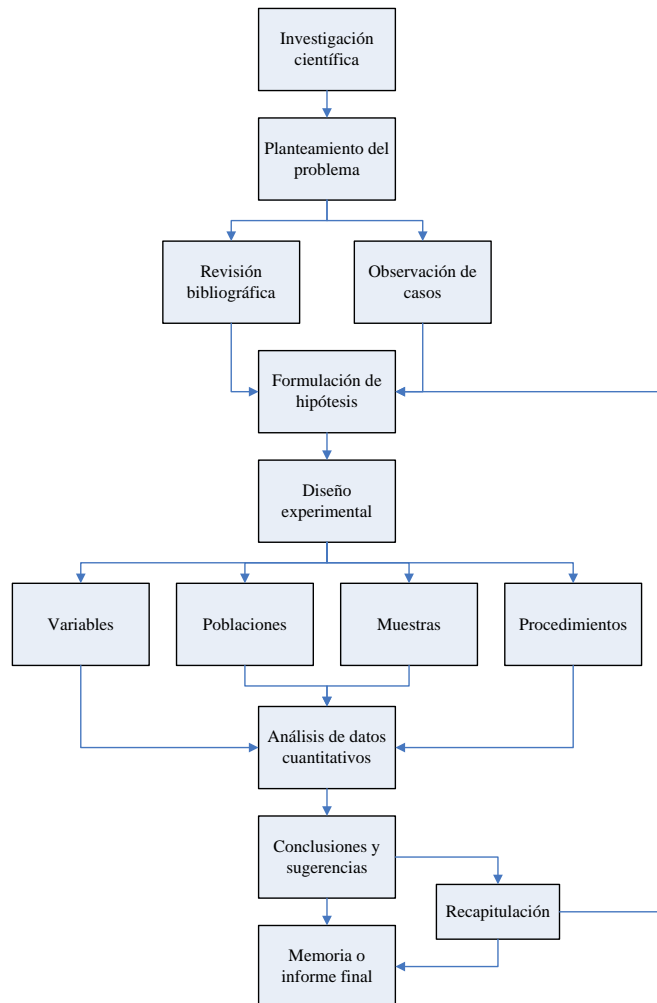 Investigación
científica
Planteamiento del
problema
Revisión
bibliográfica
Observación de
casos
Formulación de
hipótesis
Diseño
experimental
Variables
Poblaciones
Muestras
Procedimientos
Análisis de datos
cuantitativos
Conclusiones y
sugerencias
Recapitulación
Memoria o
informe final